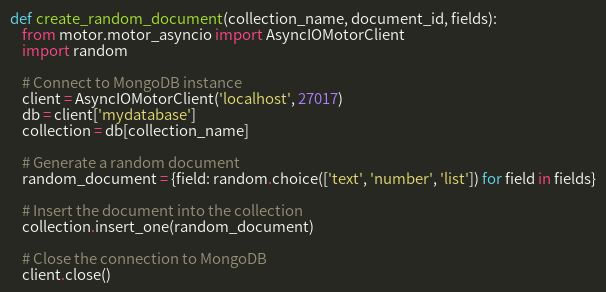 def create_random_document(collection_name, document_id, fields):
from motor.motor_asyncio import AsyncIOMotorClient
import random
# Connect to MongoDB instance
client = AsyncIOMotorClient('localhost', 27017)
db = client['mydatabase']
collection = db[collection_name]
# Generate a random document
random_document = {field: random.choice(['text', 'number', 'list']) for field in fields}
# Insert the document into the collection
collection.insert_one(random_document)
# Close the connection to MongoDB
client.close()